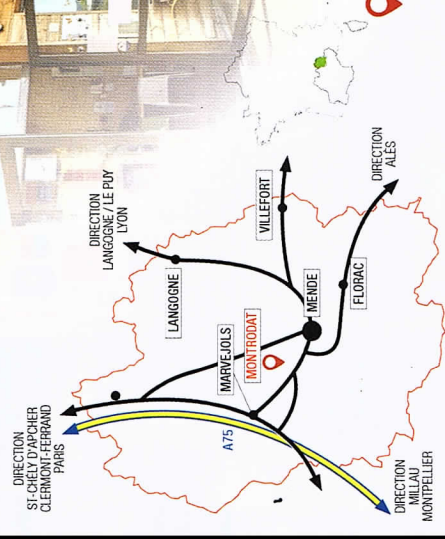 DIRECTION
ST-CHÉLY D'APCHER
CLERMONT-FERRAND
PARIS
DIRECTION
LANGOGNE / LE PUY
LYON
LANGOGNE
VILLEFORT
MARVEJOLS
MONTRODAT
MENDE
FLORAC
A75
DIRECTION
ALÈS
DIRECTION
MILLAU
MONTPELLIER